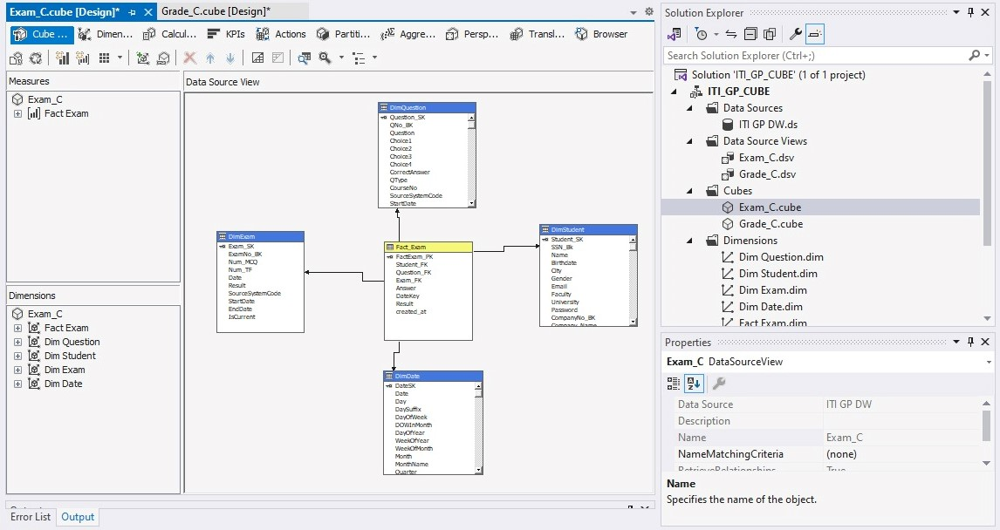 Exam_C.cube [Design]*
Grade_C.cube [Design]*
Cube ...
Dimen...
Calcul...
KPIs
Actions
Partiti...
Aggre...
Persp...
Transl...
Browser
Measures
Exam_C
Fact Exam
Dimensions
Exam_C
Fact Exam
Dim Question
Dim Student
Dim Exam
Dim Date
Data Source View
DimQuestion
Question_SK
QNo_BK
Question
Choice1
Choice2
Choice3
Choice4
CorrectAnswer
QType
CourseNo
SourceSystemCode
StartDate
DimExam
Exam_SK
ExamNo_BK
Num_MCQ
Num_TF
Date
Result
SourceSystemCode
StartDate
EndDate
IsCurrent
Fact_Exam
FactExam_PK
Student_FK
Question_FK
Exam_FK
Answer
DateKey
Result
created_at
DimStudent
Student_SK
SSN_Bk
Name
Birthdate
City
Gender
Email
Faculty
University
Password
CompanyNo_BK
Company_Name
DimDate
DateSK
Date
Day
DaySuffix
DayOfWeek
DOWInMonth
DayOfYear
WeekOfYear
WeekOfMonth
Month
MonthName
Quarter
Error List
Output
Solution Explorer
Search Solution Explorer (Ctrl+;)
Solution 'ITI_GP_CUBE' (1 of 1 project)
ITI_GP_CUBE
Data Sources
ITI GP DW.ds
Data Source Views
Exam_C.dsv
Grade_C.dsv
Cubes
Exam_C.cube
Grade_C.cube
Dimensions
Dim Question.dim
Dim Student.dim
Dim Exam.dim
Dim Date.dim
Fact Exam.dim
Properties
Exam_C DataSourceView
Data Source ITI GP DW
Description
Name Exam_C
NameMatchingCriteria (none)
RetrieveRelationships True
Name
Specifies the name of the object.